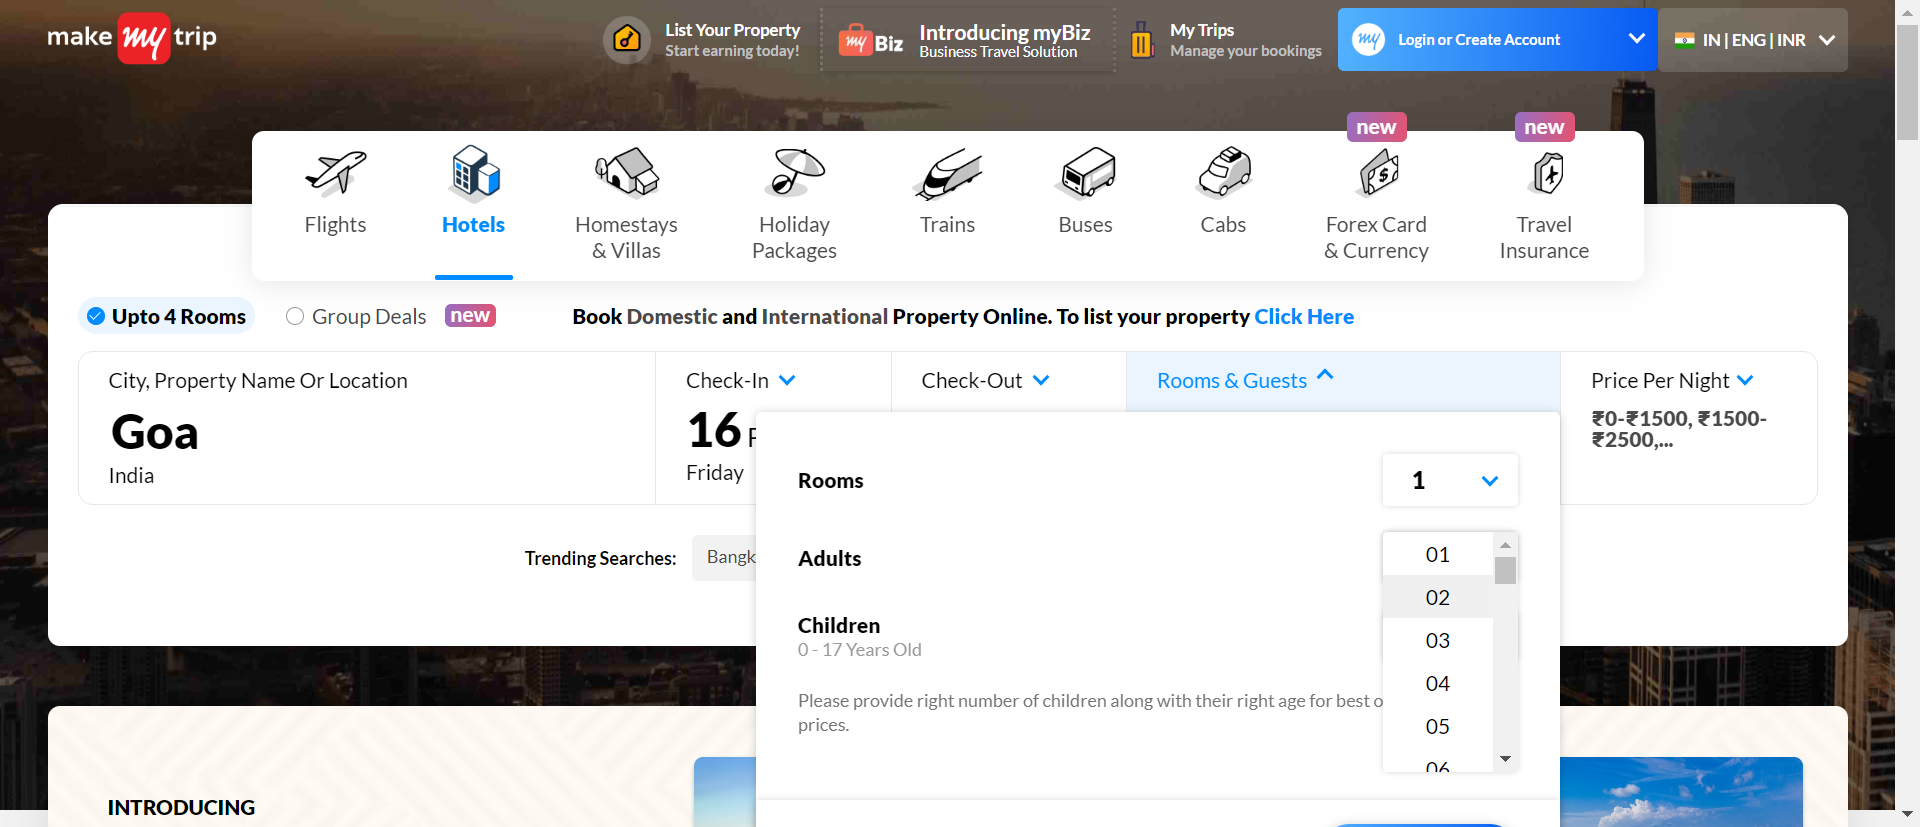 make my trip
List Your Property
Start earning today!
my Biz
Introducing myBiz
Business Travel Solution
My Trips
Manage your bookings
my
Login or Create Account
IN | ENG | INR
new
new
Flights
Hotels
Homestays
& Villas
Holiday
Packages
Trains
Buses
Cabs
Forex Card
& Currency
Travel
Insurance
Upto 4 Rooms
Group Deals
new
Book Domestic and International Property Online. To list your property Click Here
City, Property Name Or Location
Goa
India
Check-In
16
Friday
Check-Out
Rooms & Guests
Price Per Night
₹0-₹1500, ₹1500-
₹2500,...
Rooms
1
Adults
01
02
03
04
05
06
Children
0 - 17 Years Old
Please provide right number of children along with their right age for best o
prices.
Trending Searches:
Bangk
INTRODUCING